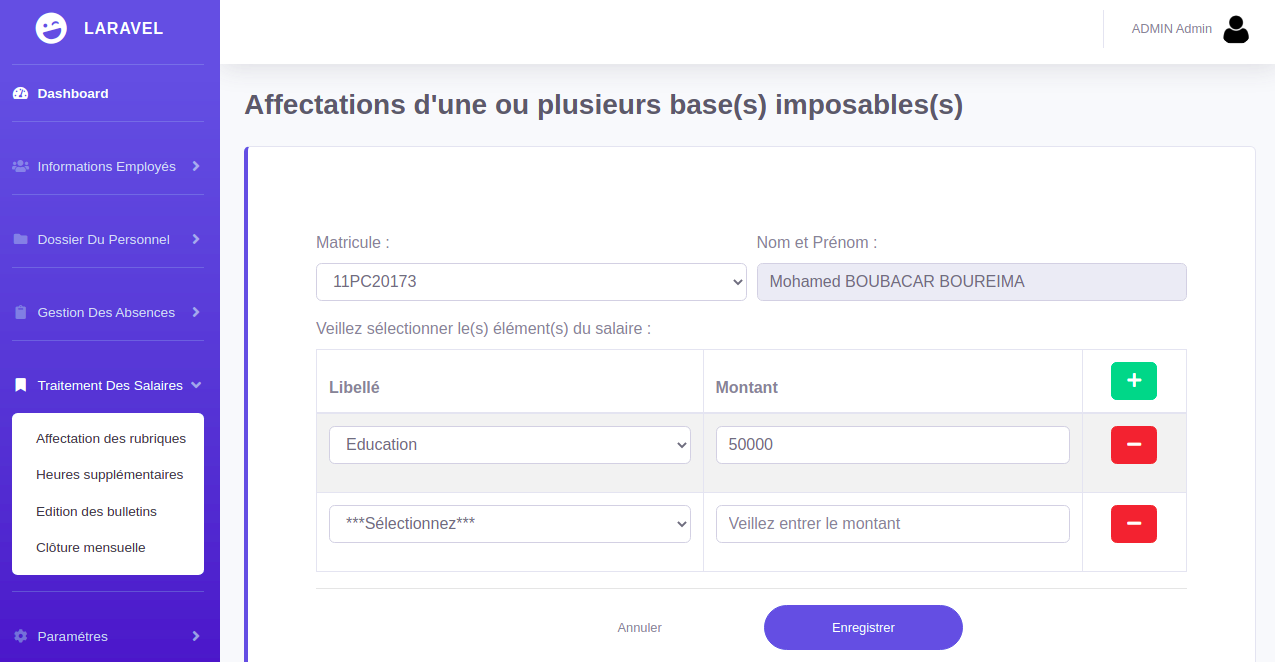 LARAVEL
ADMIN Admin
Dashboard
Informations Employés
Dossier Du Personnel
Gestion Des Absences
Traitement Des Salaires
Affectation des rubriques
Heures supplémentaires
Edition des bulletins
Clôture mensuelle
Paramétres
Affectations d'une ou plusieurs base(s) imposables(s)
Matricule : Nom et Prénom :
11PC20173 Mohamed BOUBACAR BOUREIMA
Veillez sélectionner le(s) élément(s) du salaire :
Libellé Montant
Education 50000
***Sélectionnez*** Veillez entrer le montant
Annuler Enregistrer